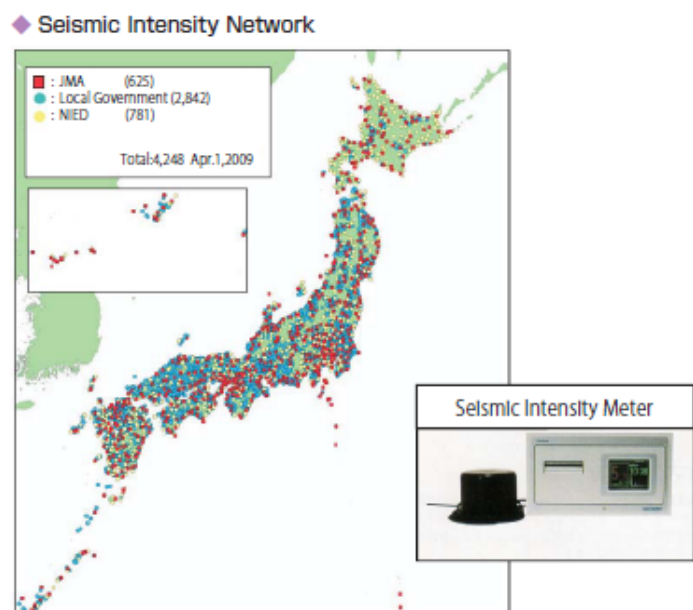 Seismic Intensity Network
: JMA (625)
: Local Government (2,842)
: NIED (781)
Total:4,248 Apr.1,2009
Seismic Intensity Meter